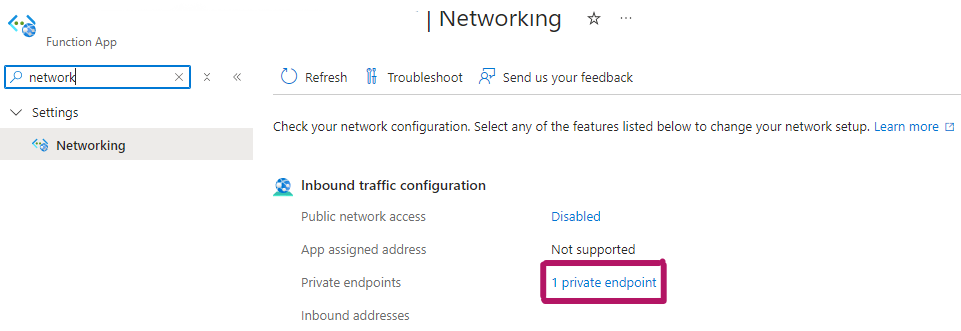 | Networking ☆ ···
Function App
network
Refresh Troubleshoot Send us your feedback
Settings
Networking
Check your network configuration. Select any of the features listed below to change your network setup. Learn more
Inbound traffic configuration
Public network access Disabled
App assigned address Not supported
Private endpoints 1 private endpoint
Inbound addresses